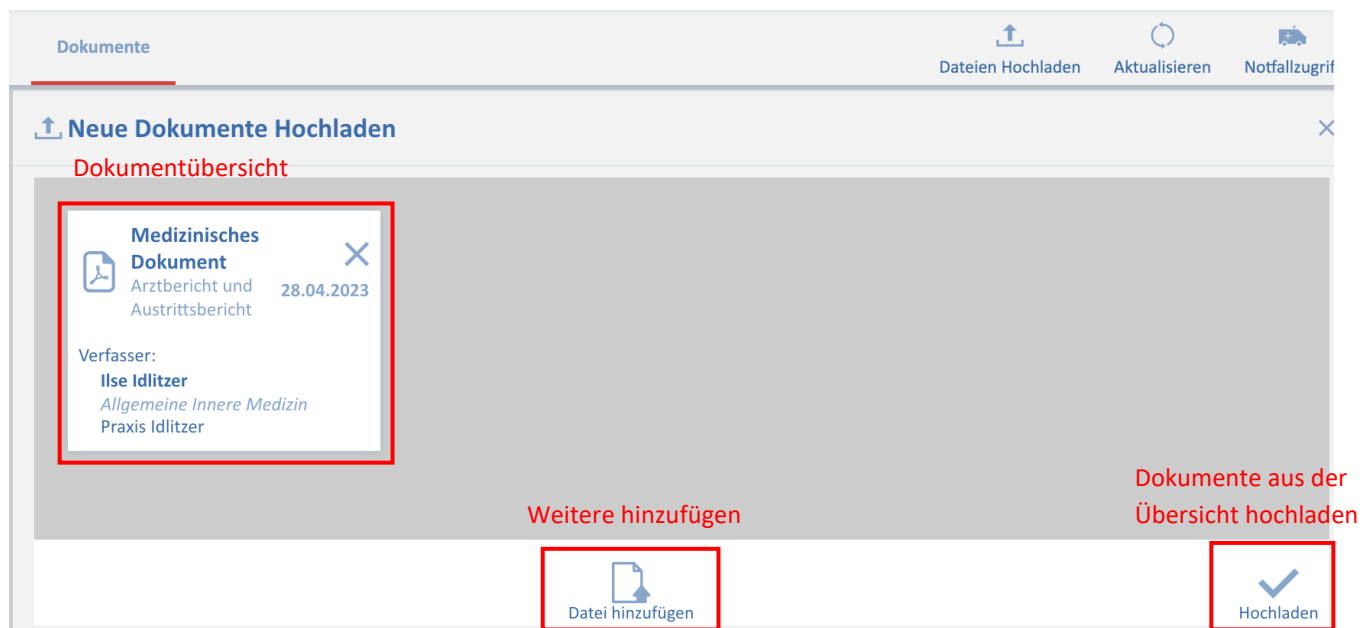 Dokumente
Dateien Hochladen
Aktualisieren
Notfallzugrif
Neue Dokumente Hochladen
Dokumentübersicht
Medizinisches
Dokument
Arztbericht und
Austrittsbericht
28.04.2023
Verfasser:
Ilse Idlitzer
Allgemeine Innere Medizin
Praxis Idlitzer
Dokumente aus der
Übersicht hochladen
Weitere hinzufügen
Datei hinzufügen
Hochladen